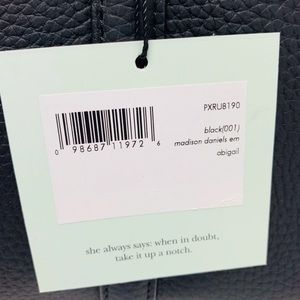 PXRUB190
black(001)
madison daniels em
abigail
0 98687 11972 6
she always says: when in doubt,
take it up a notch.